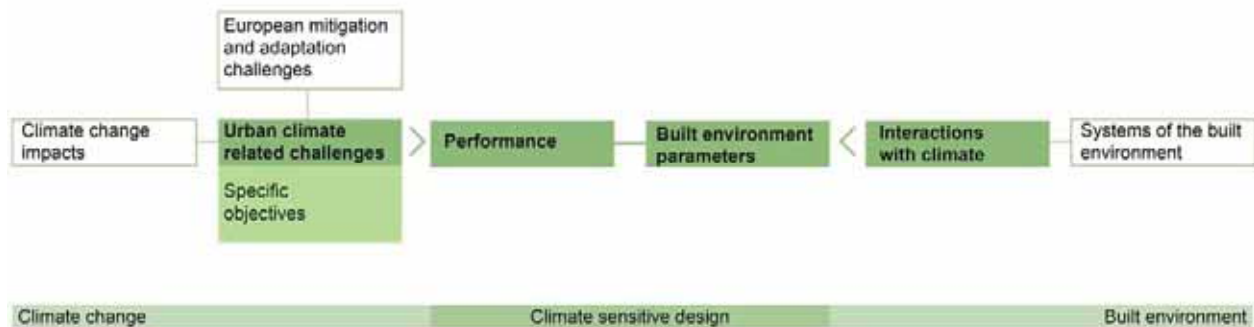 European mitigation
and adaptation
challenges
Climate change
impacts
Urban climate
related challenges
Specific
objectives
Performance
Built environment
parameters
Interactions
with climate
Systems of the built
environment
Climate change
Climate sensitive design
Built environment